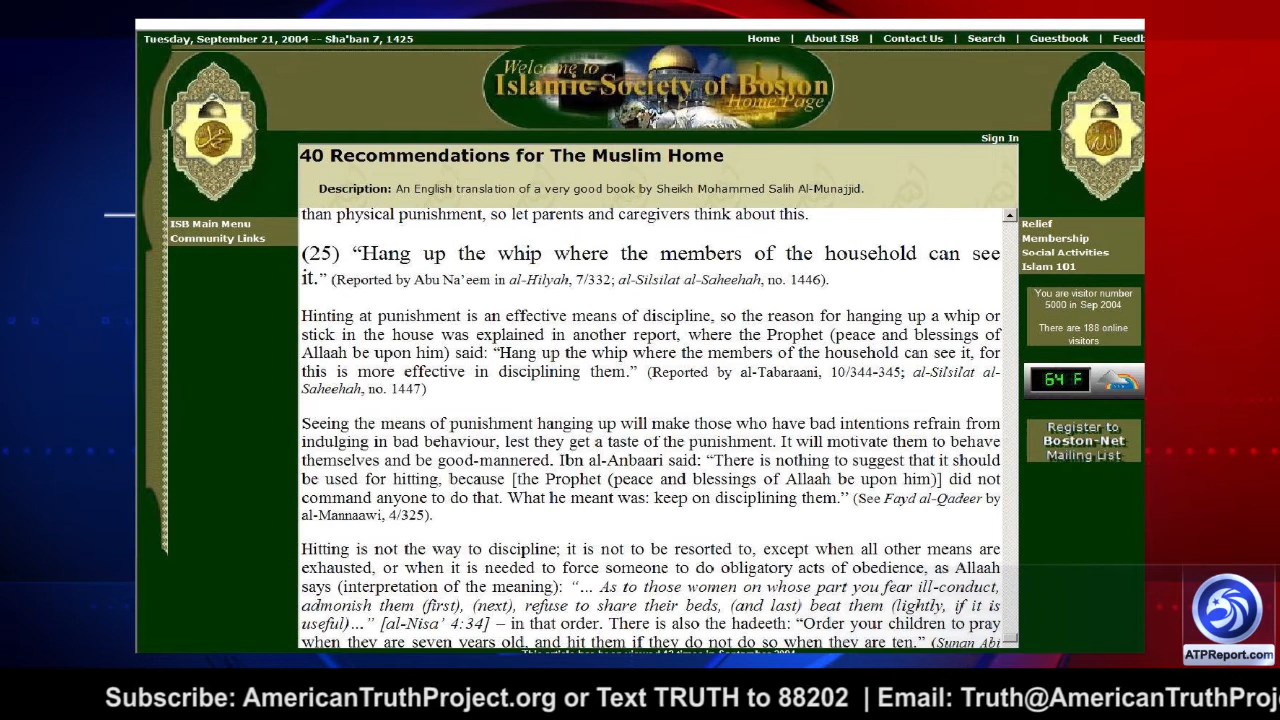 Tuesday, September 21, 2004 -- Sha'ban 7, 1425
Home | About ISB | Contact Us | Search | Guestbook | Feedb
Welcome to
Islamic Society of Boston
Home Page
Sign In
40 Recommendations for The Muslim Home
Description: An English translation of a very good book by Sheikh Mohammed Salih Al-Munajjid.
ISB Main Menu
Community Links
than physical punishment, so let parents and caregivers think about this.
(25) “Hang up the whip where the members of the household can see
it.” (Reported by Abu Na’eem in al-Hilyah, 7/332; al-Silsilat al-Saheehah, no. 1446).
Hinting at punishment is an effective means of discipline, so the reason for hanging up a whip or
stick in the house was explained in another report, where the Prophet (peace and blessings of
Allaah be upon him) said: “Hang up the whip where the members of the household can see it, for
this is more effective in disciplining them.” (Reported by al-Tabaraani, 10/344-345; al-Silsilat al-
Saheehah, no. 1447)
Seeing the means of punishment hanging up will make those who have bad intentions refrain from
indulging in bad behaviour, lest they get a taste of the punishment. It will motivate them to behave
themselves and be good-mannered. Ibn al-Anbaari said: “There is nothing to suggest that it should
be used for hitting, because [the Prophet (peace and blessings of Allaah be upon him)] did not
command anyone to do that. What he meant was: keep on disciplining them.” (See Fayd al-Qadeer by
al-Mannaawi, 4/325).
Hitting is not the way to discipline; it is not to be resorted to, except when all other means are
exhausted, or when it is needed to force someone to do obligatory acts of obedience, as Allaah
says (interpretation of the meaning): “... As to those women on whose part you fear ill-conduct,
admonish them (first), (next), refuse to share their beds, (and last) beat them (lightly, if it is
useful)…” [al-Nisa’ 4:34] – in that order. There is also the hadeeth: “Order your children to pray
when they are seven years old, and hit them if they do not do so when they are ten.” (Sunan Abi
This article has been viewed 42 times in September 2004
Relief
Membership
Social Activities
Islam 101
You are visitor number
5000 in Sep 2004
There are 188 online
visitors
64 F
Register to
Boston-Net
Mailing List
ATPReport.com
Subscribe: AmericanTruthProject.org or Text TRUTH to 88202 | Email: Truth@AmericanTruthProj